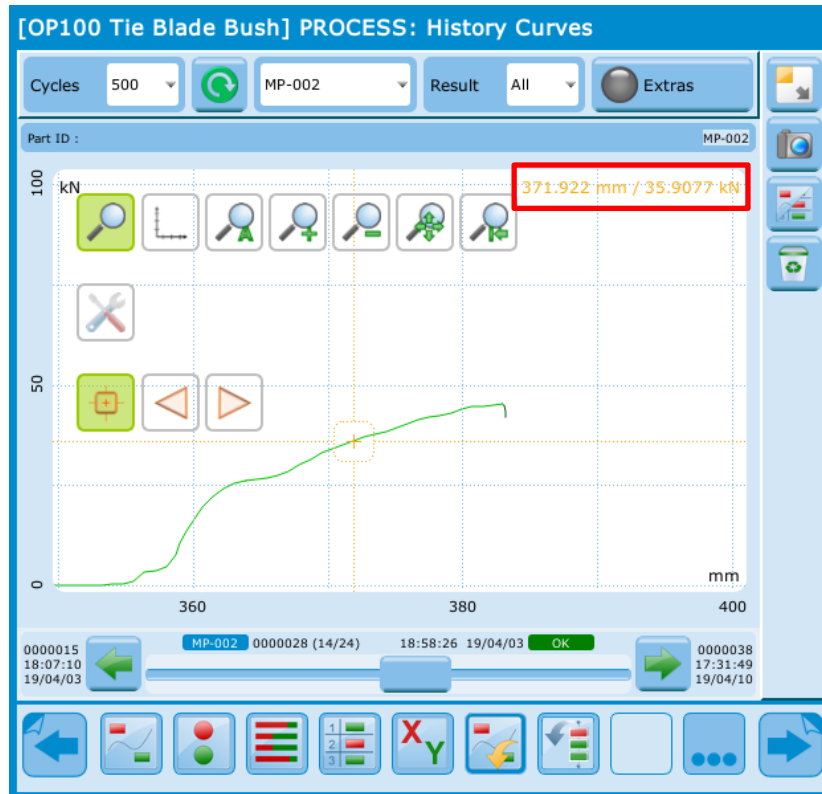 [OP100 Tie Blade Bush] PROCESS: History Curves
Cycles 500 MP-002 Result All Extras
Part ID : MP-002
100 kN 371.922 mm / 35.9077 kN
A
50
0 mm
360 380 400
MP-002 0000028 (14/24) 18:58:26 19/04/03 OK
0000015
18:07:10
19/04/03
0000038
17:31:49
19/04/10
1
2
3
X
Y